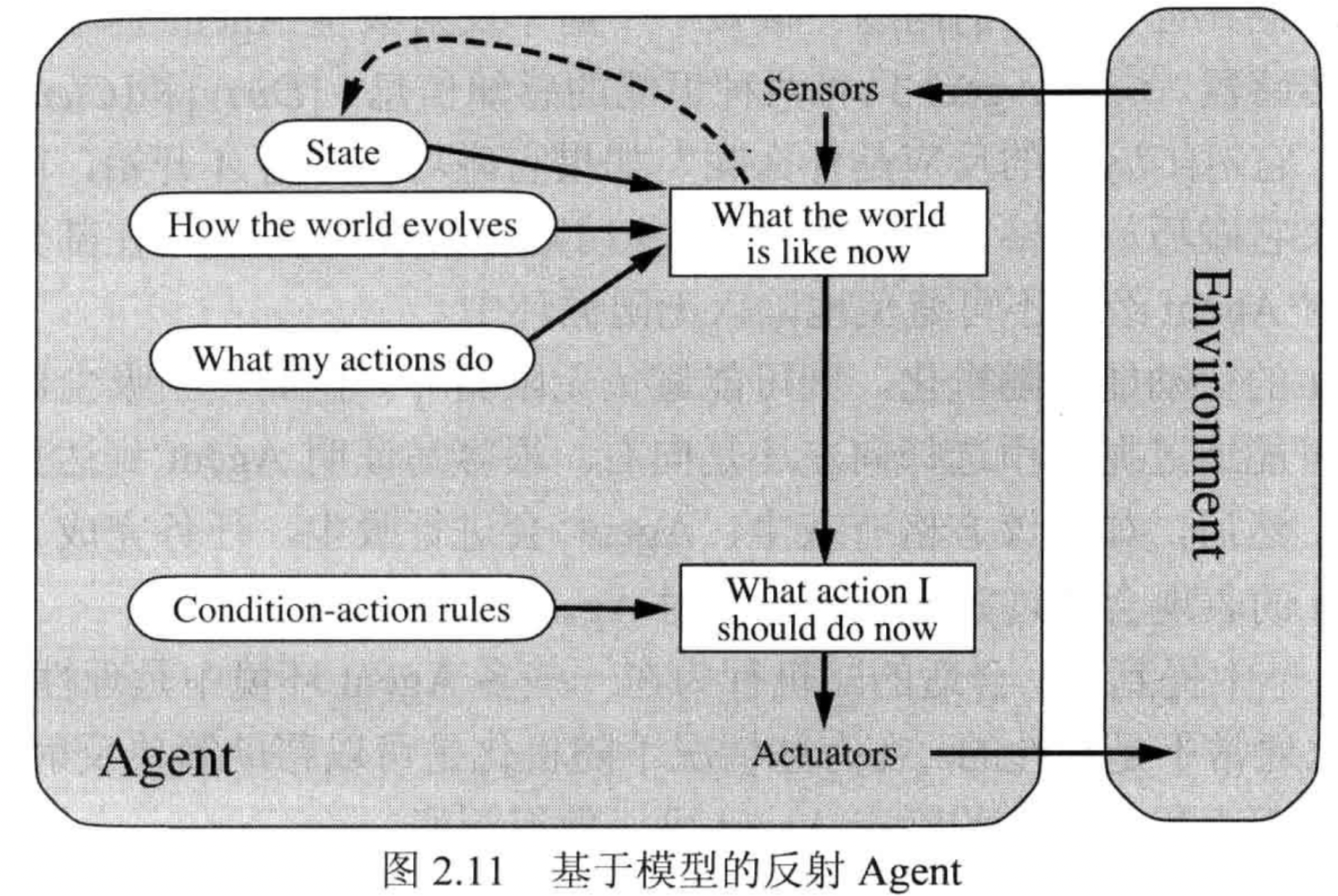 Sensors
State
How the world evolves
What the world
is like now
What my actions do
Environment
Condition-action rules
What action I
should do now
Agent
Actuators
图 2.11 基于模型的反射 Agent